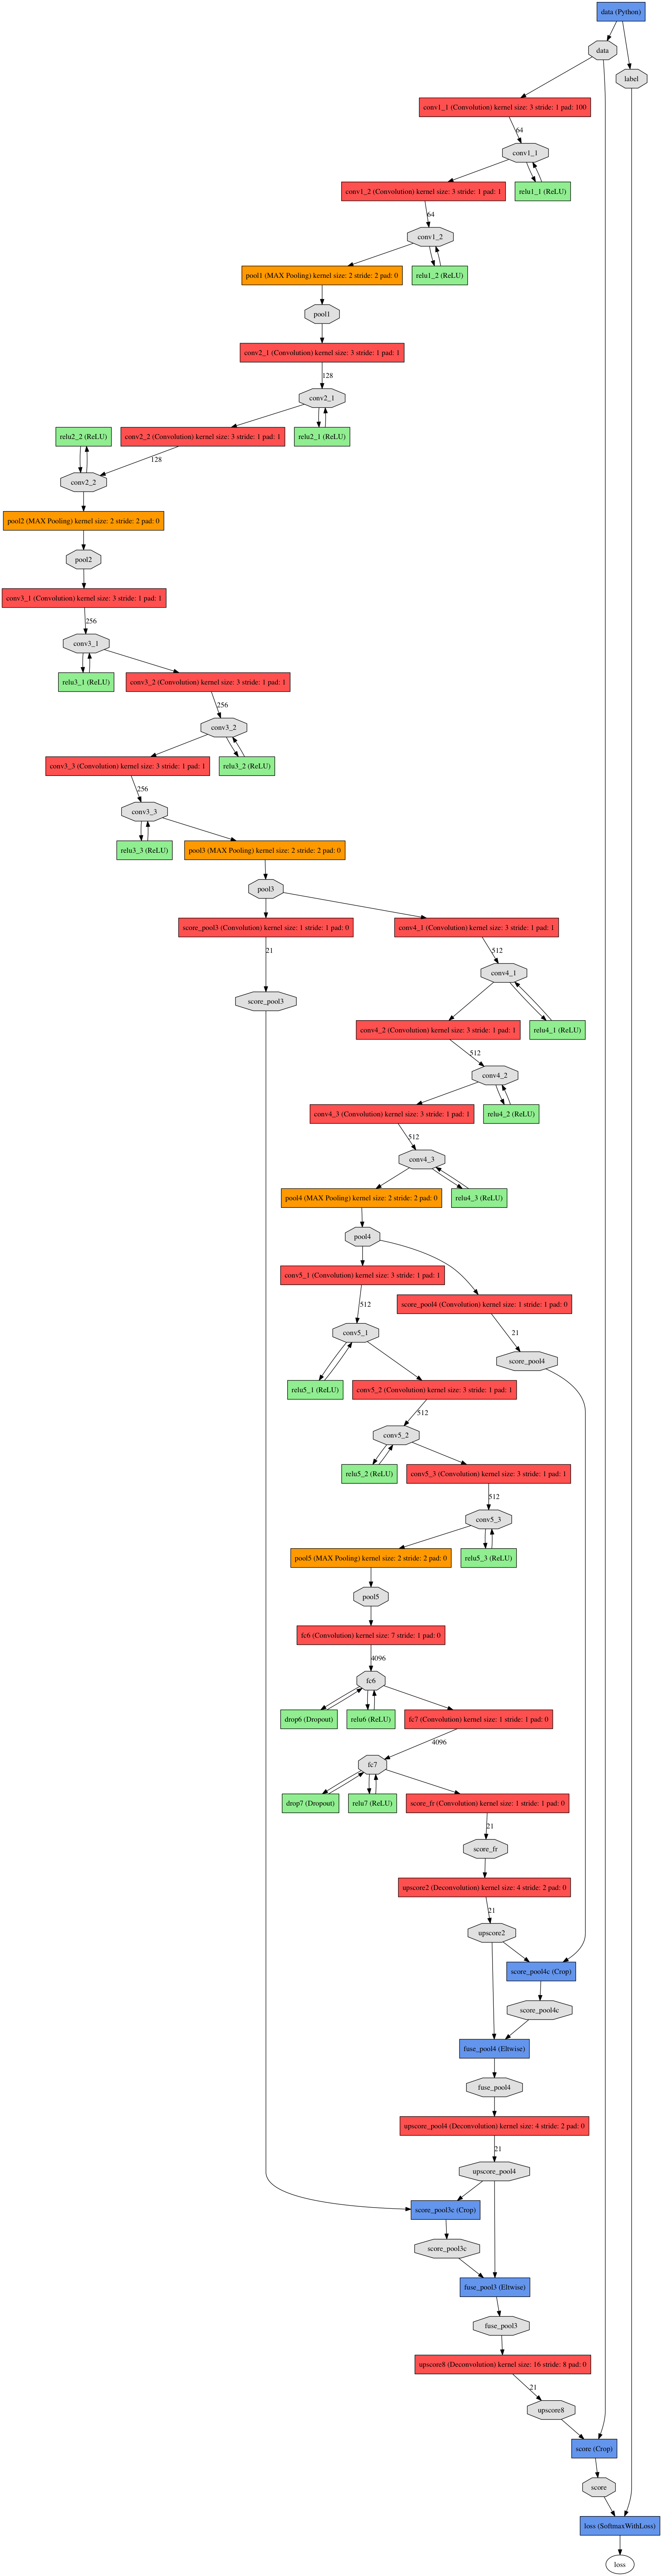 data (Python)
data
label
conv1_1 (Convolution) kernel size: 3 stride: 1 pad: 100
64
conv1_1
conv1_2 (Convolution) kernel size: 3 stride: 1 pad: 1
relu1_1 (ReLU)
64
conv1_2
pool1 (MAX Pooling) kernel size: 2 stride: 2 pad: 0
relu1_2 (ReLU)
pool1
conv2_1 (Convolution) kernel size: 3 stride: 1 pad: 1
128
conv2_1
relu2_2 (ReLU)
conv2_2 (Convolution) kernel size: 3 stride: 1 pad: 1
relu2_1 (ReLU)
128
conv2_2
pool2 (MAX Pooling) kernel size: 2 stride: 2 pad: 0
pool2
conv3_1 (Convolution) kernel size: 3 stride: 1 pad: 1
256
conv3_1
relu3_1 (ReLU)
conv3_2 (Convolution) kernel size: 3 stride: 1 pad: 1
256
conv3_2
conv3_3 (Convolution) kernel size: 3 stride: 1 pad: 1
relu3_2 (ReLU)
256
conv3_3
relu3_3 (ReLU)
pool3 (MAX Pooling) kernel size: 2 stride: 2 pad: 0
pool3
score_pool3 (Convolution) kernel size: 1 stride: 1 pad: 0
conv4_1 (Convolution) kernel size: 3 stride: 1 pad: 1
21
512
score_pool3
conv4_1
conv4_2 (Convolution) kernel size: 3 stride: 1 pad: 1
relu4_1 (ReLU)
512
conv4_2
conv4_3 (Convolution) kernel size: 3 stride: 1 pad: 1
relu4_2 (ReLU)
512
conv4_3
pool4 (MAX Pooling) kernel size: 2 stride: 2 pad: 0
relu4_3 (ReLU)
pool4
conv5_1 (Convolution) kernel size: 3 stride: 1 pad: 1
score_pool4 (Convolution) kernel size: 1 stride: 1 pad: 0
512
21
conv5_1
score_pool4
relu5_1 (ReLU)
conv5_2 (Convolution) kernel size: 3 stride: 1 pad: 1
512
conv5_2
relu5_2 (ReLU)
conv5_3 (Convolution) kernel size: 3 stride: 1 pad: 1
512
conv5_3
pool5 (MAX Pooling) kernel size: 2 stride: 2 pad: 0
relu5_3 (ReLU)
pool5
fc6 (Convolution) kernel size: 7 stride: 1 pad: 0
4096
fc6
drop6 (Dropout)
relu6 (ReLU)
fc7 (Convolution) kernel size: 1 stride: 1 pad: 0
4096
fc7
drop7 (Dropout)
relu7 (ReLU)
score_fr (Convolution) kernel size: 1 stride: 1 pad: 0
21
score_fr
upscore2 (Deconvolution) kernel size: 4 stride: 2 pad: 0
21
upscore2
score_pool4c (Crop)
score_pool4c
fuse_pool4 (Eltwise)
fuse_pool4
upscore_pool4 (Deconvolution) kernel size: 4 stride: 2 pad: 0
21
upscore_pool4
score_pool3c (Crop)
score_pool3c
fuse_pool3 (Eltwise)
fuse_pool3
upscore8 (Deconvolution) kernel size: 16 stride: 8 pad: 0
21
upscore8
score (Crop)
score
loss (SoftmaxWithLoss)
loss